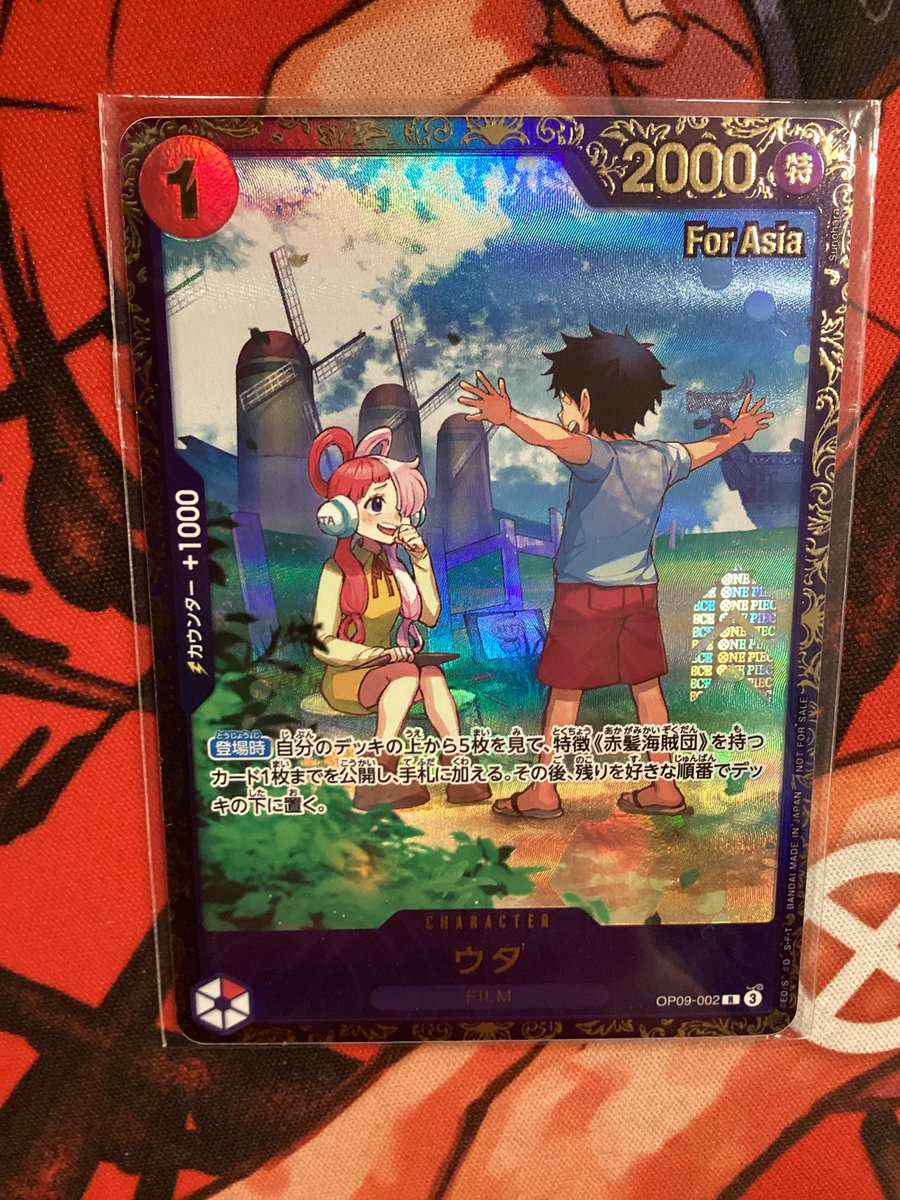 1
2000
特
For Asia
Sunohara
TA
カウンター +1000
ONE PIECE
登場時 自分のデッキの上から5枚を見て、特徴《赤髪海賊団》を持つ
カード1枚までを公開し、手札に加える。その後、残りを好きな順番でデッ
キの下に置く。
CHARACTER
ウタ
FILM
OP09-002 R 3
BANDAI MADE IN JAPAN NOT FOR SALE